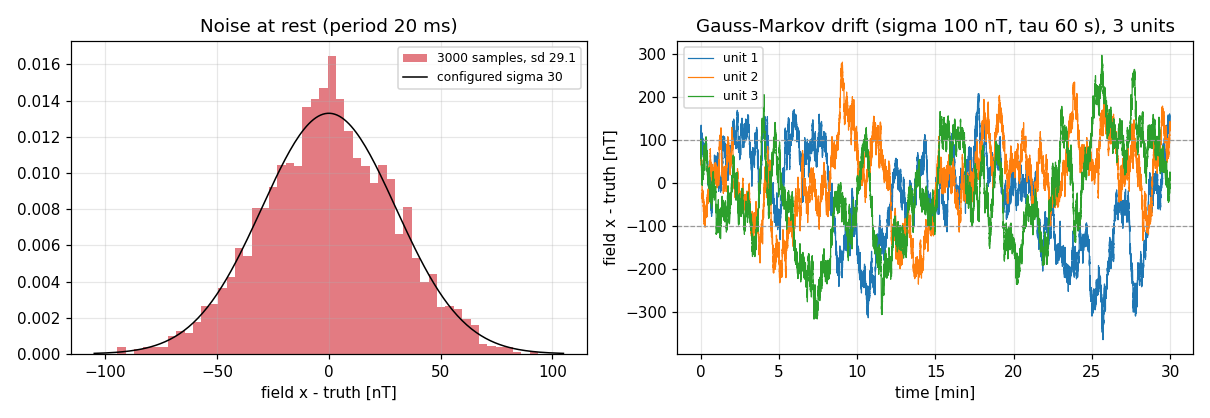 Noise at rest (period 20 ms)
3000 samples, sd 29.1
configured sigma 30
0.016
0.014
0.012
0.010
0.008
0.006
0.004
0.002
0.000
−100
−50
0
50
100
field x - truth [nT]
Gauss-Markov drift (sigma 100 nT, tau 60 s), 3 units
unit 1
unit 2
unit 3
field x - truth [nT]
300
200
100
0
−100
−200
−300
0
5
10
15
20
25
30
time [min]